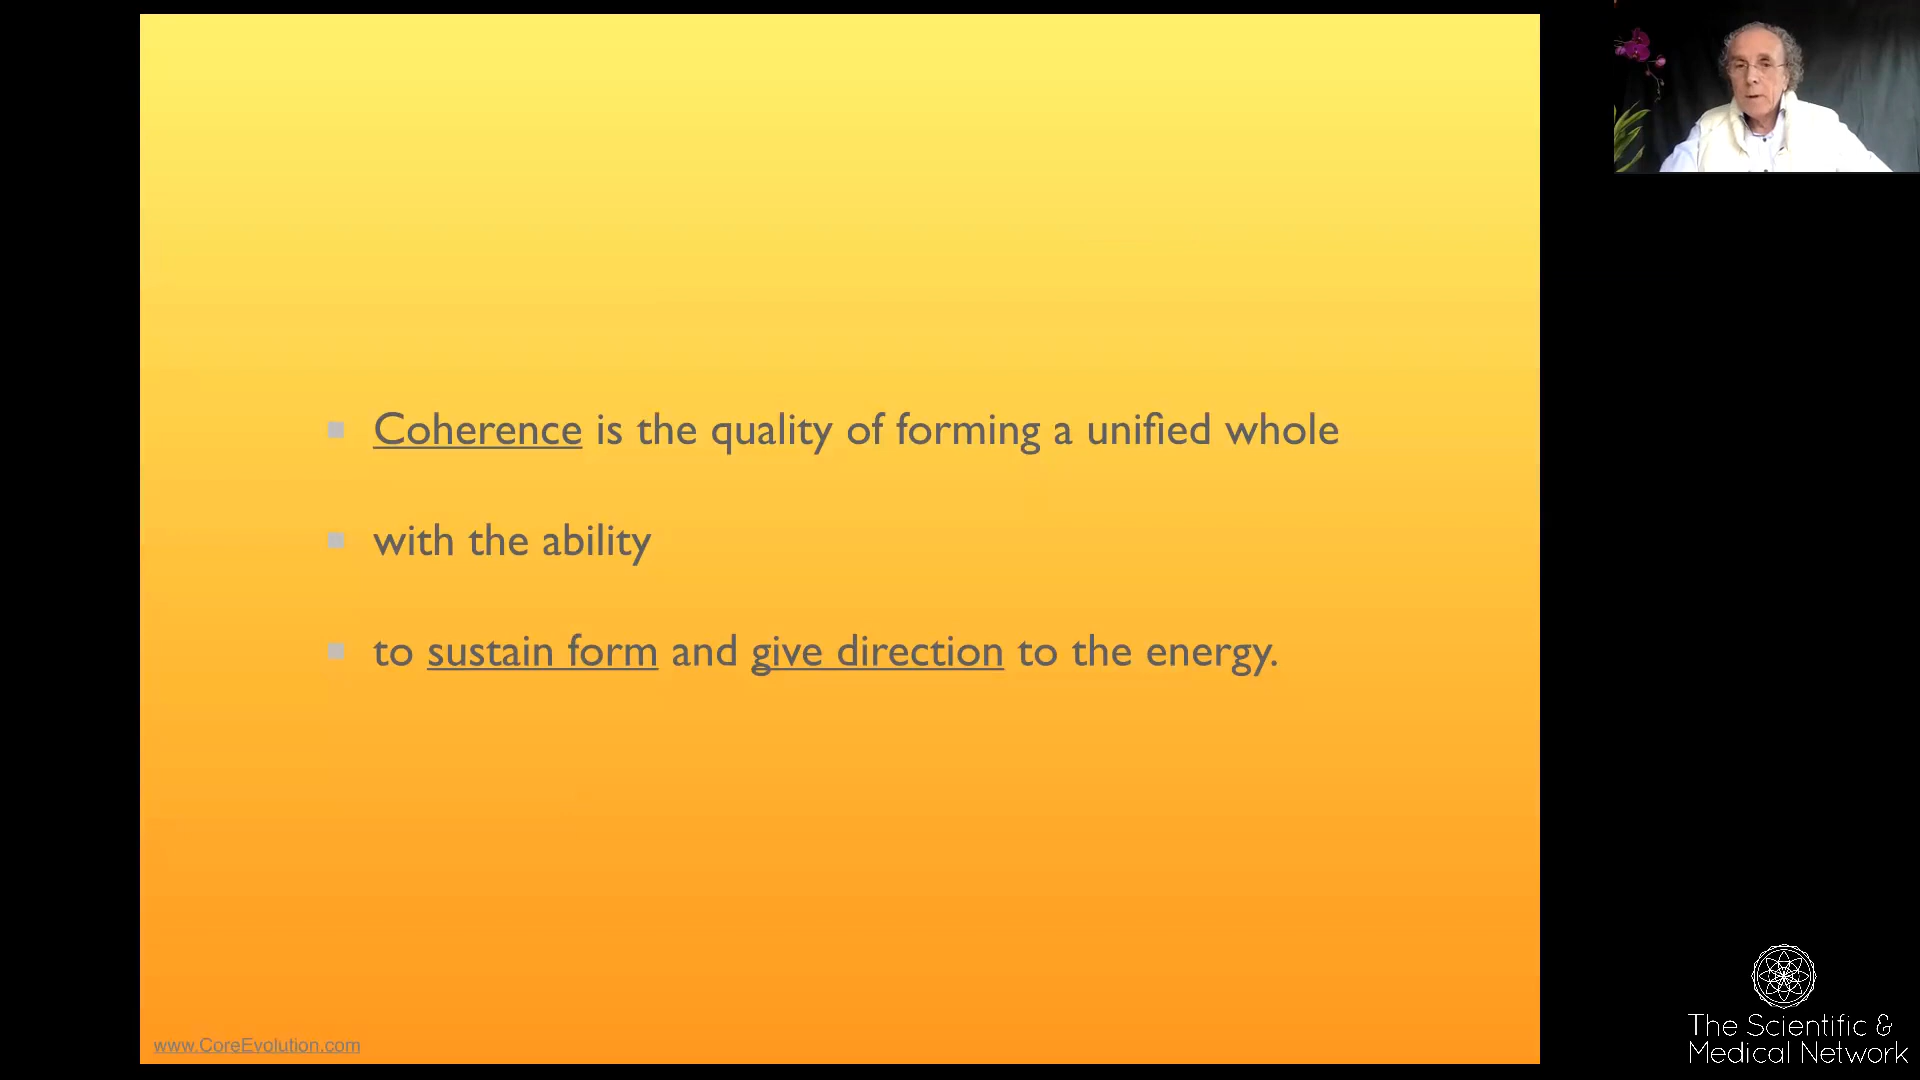 Coherence is the quality of forming a unified whole
with the ability
to sustain form and give direction to the energy.
www.CoreEvolution.com
The Scientific &
Medical Network